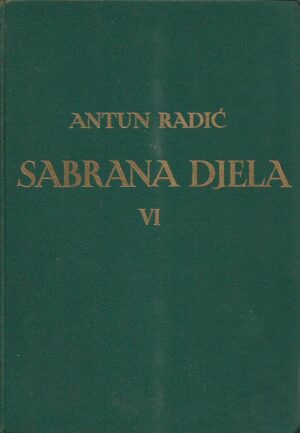 ANTUN RADIĆ
SABRANA DJELA
VI